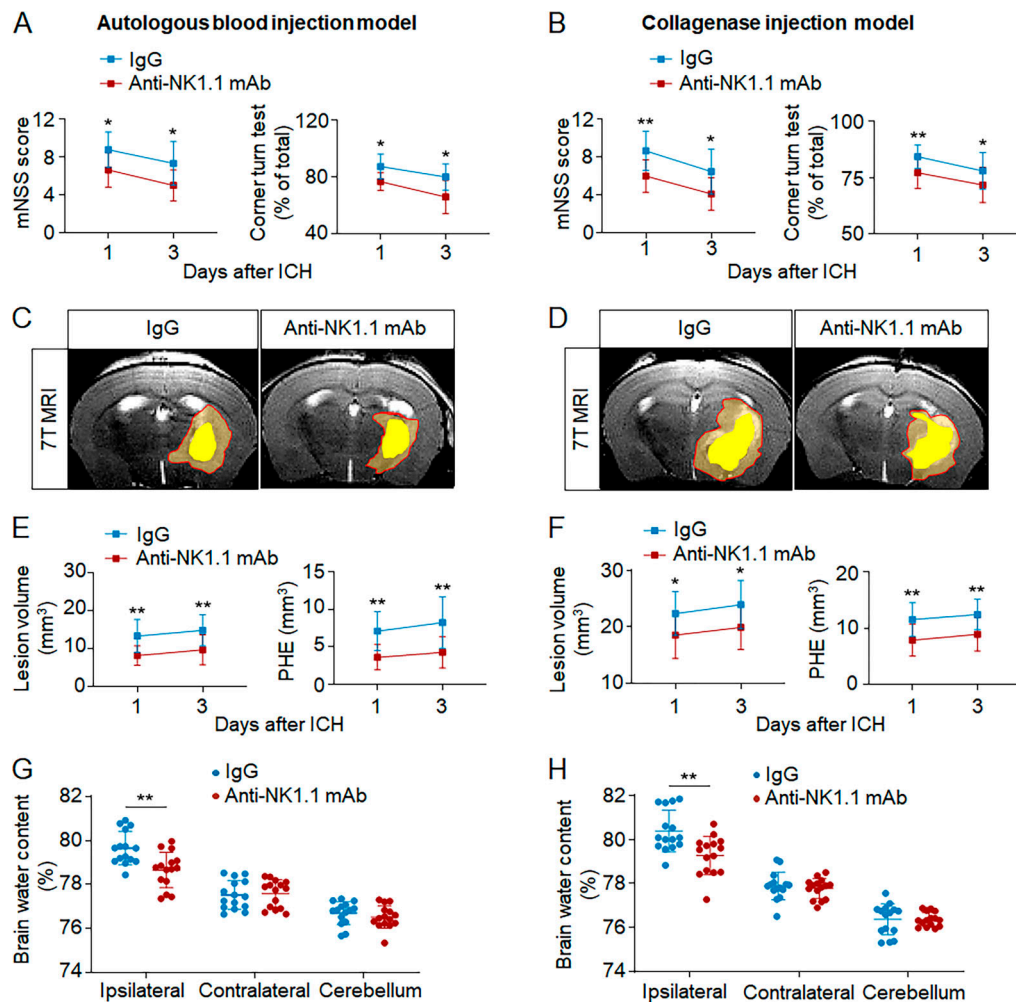 A Autologous blood injection model
IgG
Anti-NK1.1 mAb
mNSS score
12
8
4
0
* *
1 3
Corner turn test
(% of total)
120
80
40
* *
1 3
Days after ICH
B Collagenase injection model
IgG
Anti-NK1.1 mAb
mNSS score
12
8
4
0
** *
1 3
Corner turn test
(% of total)
100
75
50
** *
1 3
Days after ICH
C
IgG Anti-NK1.1 mAb
7T MRI
D
IgG Anti-NK1.1 mAb
7T MRI
E
IgG
Anti-NK1.1 mAb
Lesion volume
(mm³)
30
20
10
0
** **
1 3
PHE (mm³)
15
10
5
0
** **
1 3
Days after ICH
F
IgG
Anti-NK1.1 mAb
Lesion volume
(mm³)
30
20
10
* *
1 3
PHE (mm³)
20
10
0
** **
1 3
Days after ICH
G
IgG
Anti-NK1.1 mAb
Brain water content
(%)
82
80
78
76
74
**
Ipsilateral Contralateral Cerebellum
H
IgG
Anti-NK1.1 mAb
Brain water content
(%)
82
80
78
76
74
**
Ipsilateral Contralateral Cerebellum